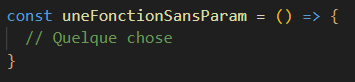 const uneFonctionSansParam = () => {
  // Quelque chose
}